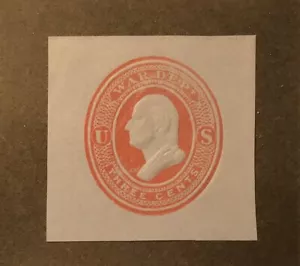 WAR DEPT.
U S
THREE CENTS